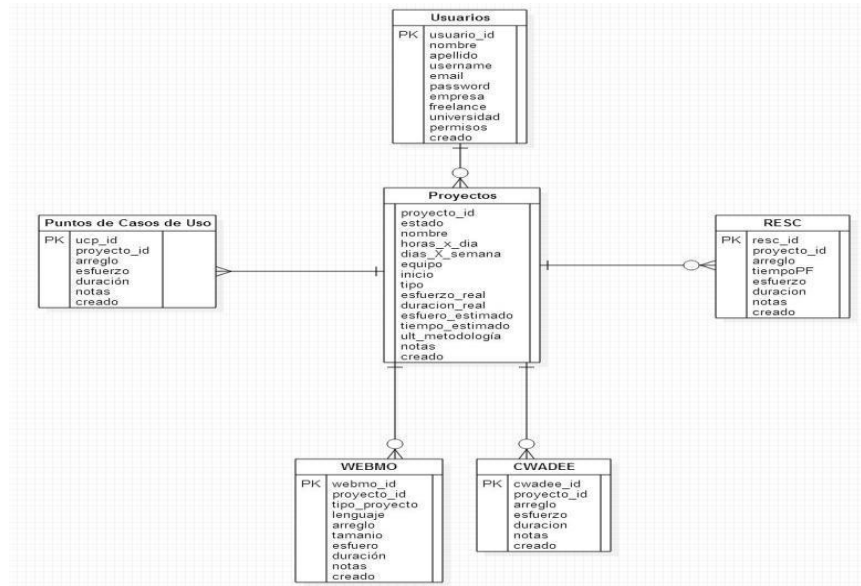 Usuarios
PK usuario_id
nombre
apellido
username
email
password
empresa
freelance
universidad
permisos
creado
Proyectos
proyecto_id
estado
nombre
horas_x_dia
dias_X_semana
equipo
inicio
tipo
esfuerzo_real
duracion_real
esfuero_estimado
tiempo_estimado
ult_metodología
notas
creado
Puntos de Casos de Uso
PK ucp_id
proyecto_id
arreglo
esfuerzo
duración
notas
creado
RESC
PK resc_id
proyecto_id
arreglo
tiempoPF
esfuerzo
duracion
notas
creado
WEBMO
PK webmo_id
proyecto_id
tipo_proyecto
lenguaje
arreglo
tamanio
esfuero
duración
notas
creado
CWADEE
PK cwadee_id
proyecto_id
arreglo
esfuerzo
duracion
notas
creado